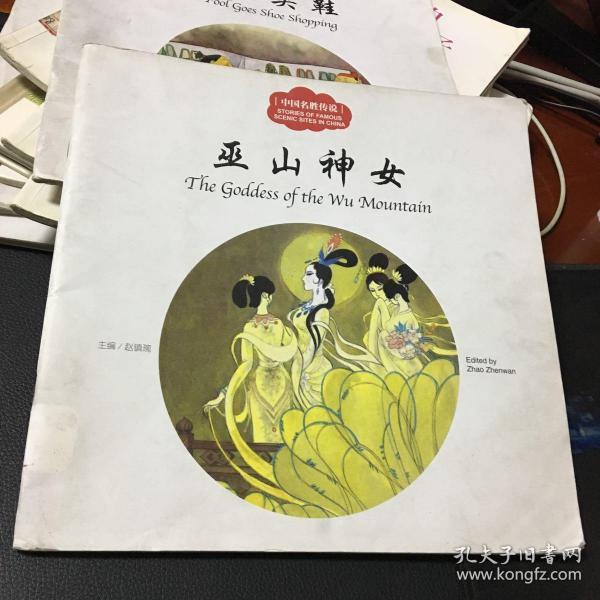 鞋
Fool Goes Shoe Shopping
中国名胜传说
STORIES OF FAMOUS
SCENIC SITES IN CHINA
巫山神女
The Goddess of the Wu Mountain
主编/赵镇琬
Edited by
Zhao Zhenwan
孔夫子旧书网
www.kongfz.com